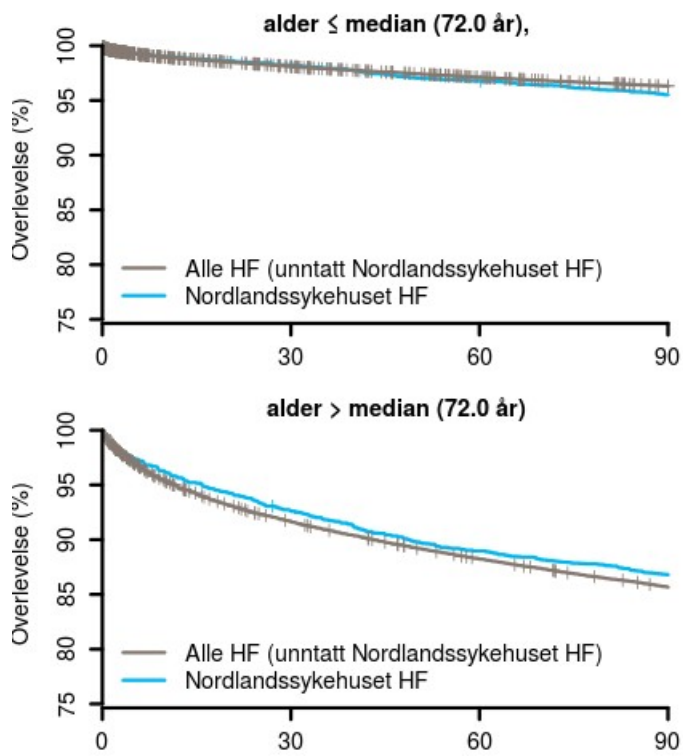 alder ≤ median (72.0 år),
Overlevelse (%)
100
95
90
85
80
75
Alle HF (unntatt Nordlandssykehuset HF)
Nordlandssykehuset HF
0 30 60 90
alder > median (72.0 år)
Overlevelse (%)
100
95
90
85
80
75
Alle HF (unntatt Nordlandssykehuset HF)
Nordlandssykehuset HF
0 30 60 90